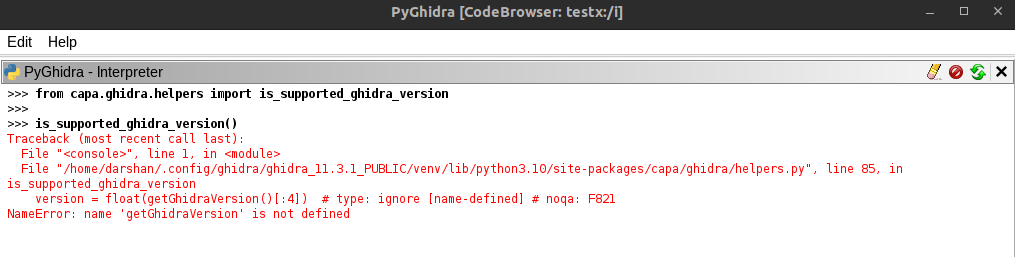 PyGhidra [CodeBrowser: testx:/i]
Edit Help
PyGhidra - Interpreter
>>> from capa.ghidra.helpers import is_supported_ghidra_version
>>>
>>> is_supported_ghidra_version()
Traceback (most recent call last):
  File "<console>", line 1, in <module>
  File "/home/darshan/.config/ghidra/ghidra_11.3.1_PUBLIC/venv/lib/python3.10/site-packages/capa/ghidra/helpers.py", line 85, in
is_supported_ghidra_version
    version = float(getGhidraVersion()[:4])  # type: ignore [name-defined] # noqa: F821
NameError: name 'getGhidraVersion' is not defined